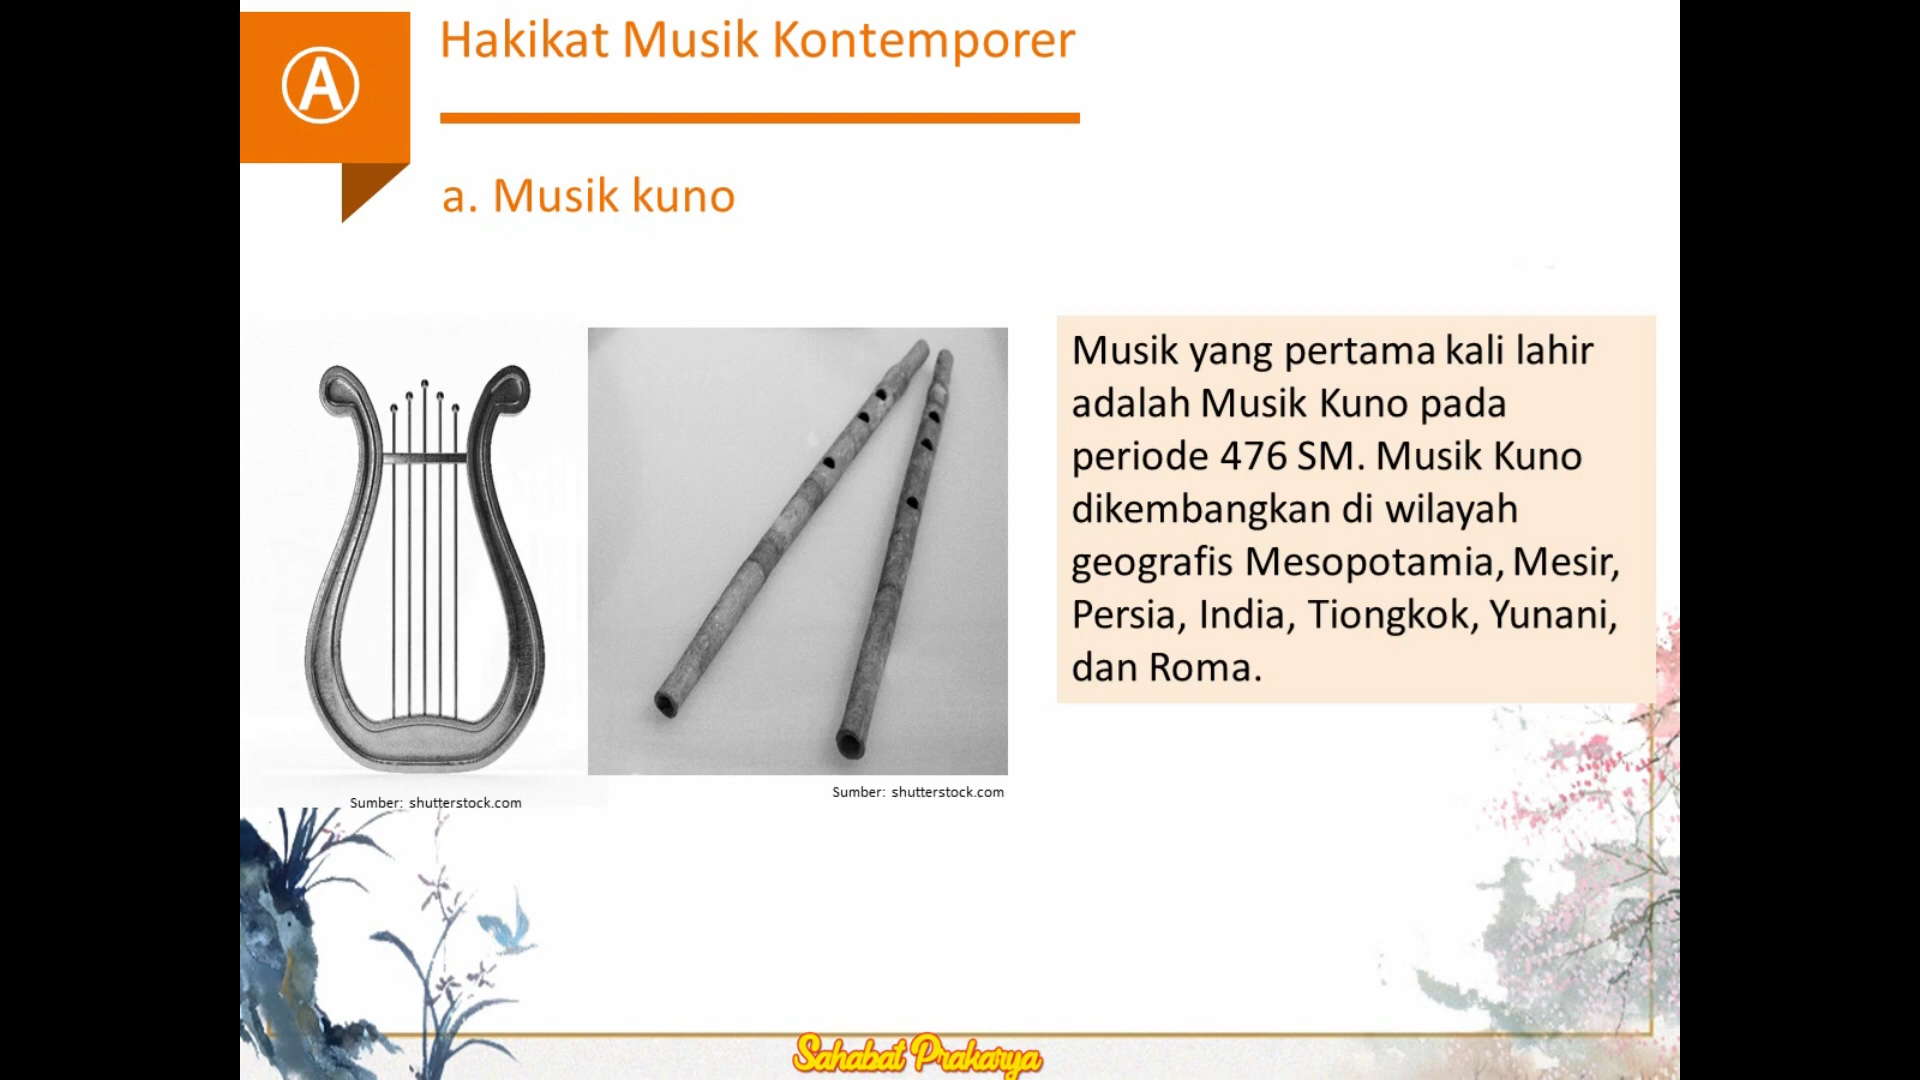 A
Hakikat Musik Kontemporer
a. Musik kuno
Musik yang pertama kali lahir
adalah Musik Kuno pada
periode 476 SM. Musik Kuno
dikembangkan di wilayah
geografis Mesopotamia, Mesir,
Persia, India, Tiongkok, Yunani,
dan Roma.
Sumber: shutterstock.com
Sumber: shutterstock.com
Sahabat Prakarya